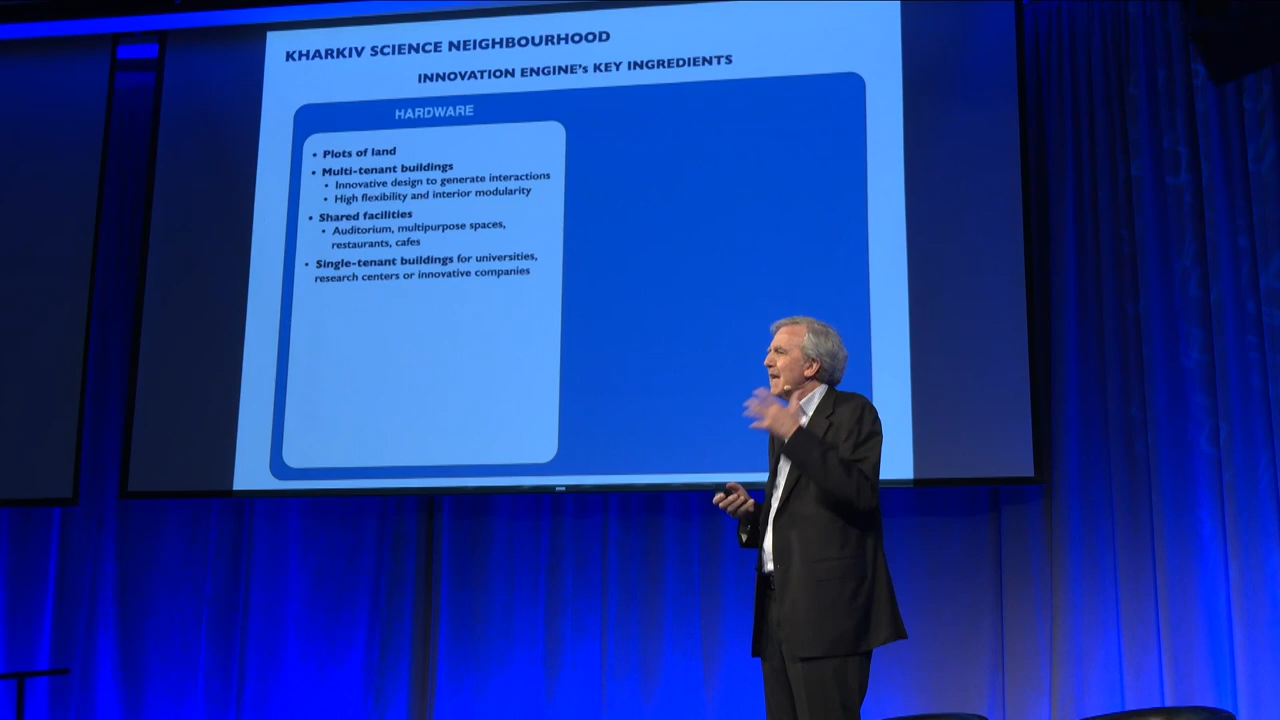 KHARKIV SCIENCE NEIGHBOURHOOD
INNOVATION ENGINE's KEY INGREDIENTS
HARDWARE
• Plots of land
• Multi-tenant buildings
• Innovative design to generate interactions
• High flexibility and interior modularity
• Shared facilities
• Auditorium, multipurpose spaces,
restaurants, cafes
• Single-tenant buildings for universities,
research centers or innovative companies